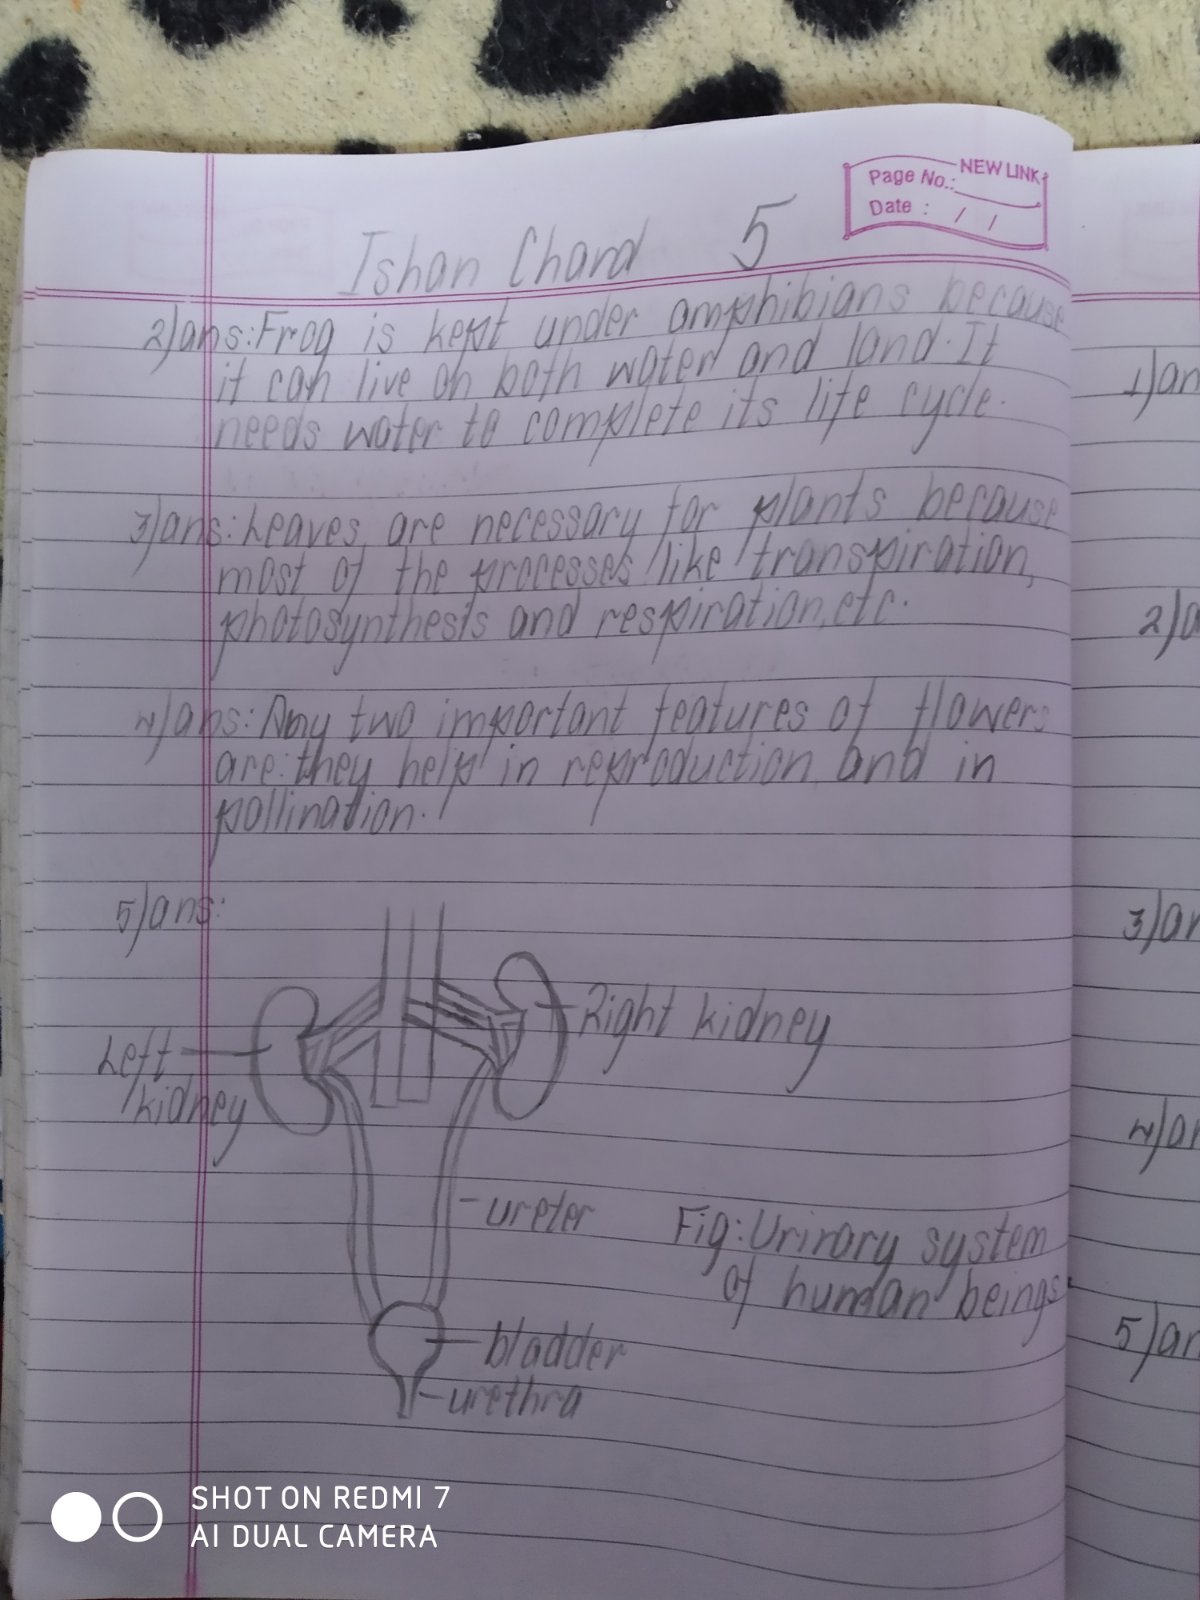 NEW LINK
Page No.:
Date : / /
Ishan Chand 5
2)ans:Frog is kept under amphibians because
it can live on both water and land. It
needs water to complete its life cycle.
3)ans:Leaves are necessary for plants because
most of the processes like transpiration,
photosynthesis and respiration,etc.
4)ans: Any two important features of flowers
are: they help in reproduction and in
pollination.
5)ans:
Right kidney
Left
kidney
ureter
Fig: Urinary system
of human beings.
bladder
urethra
1)an
2)a
3)an
4)an
5)an
SHOT ON REDMI 7
AI DUAL CAMERA